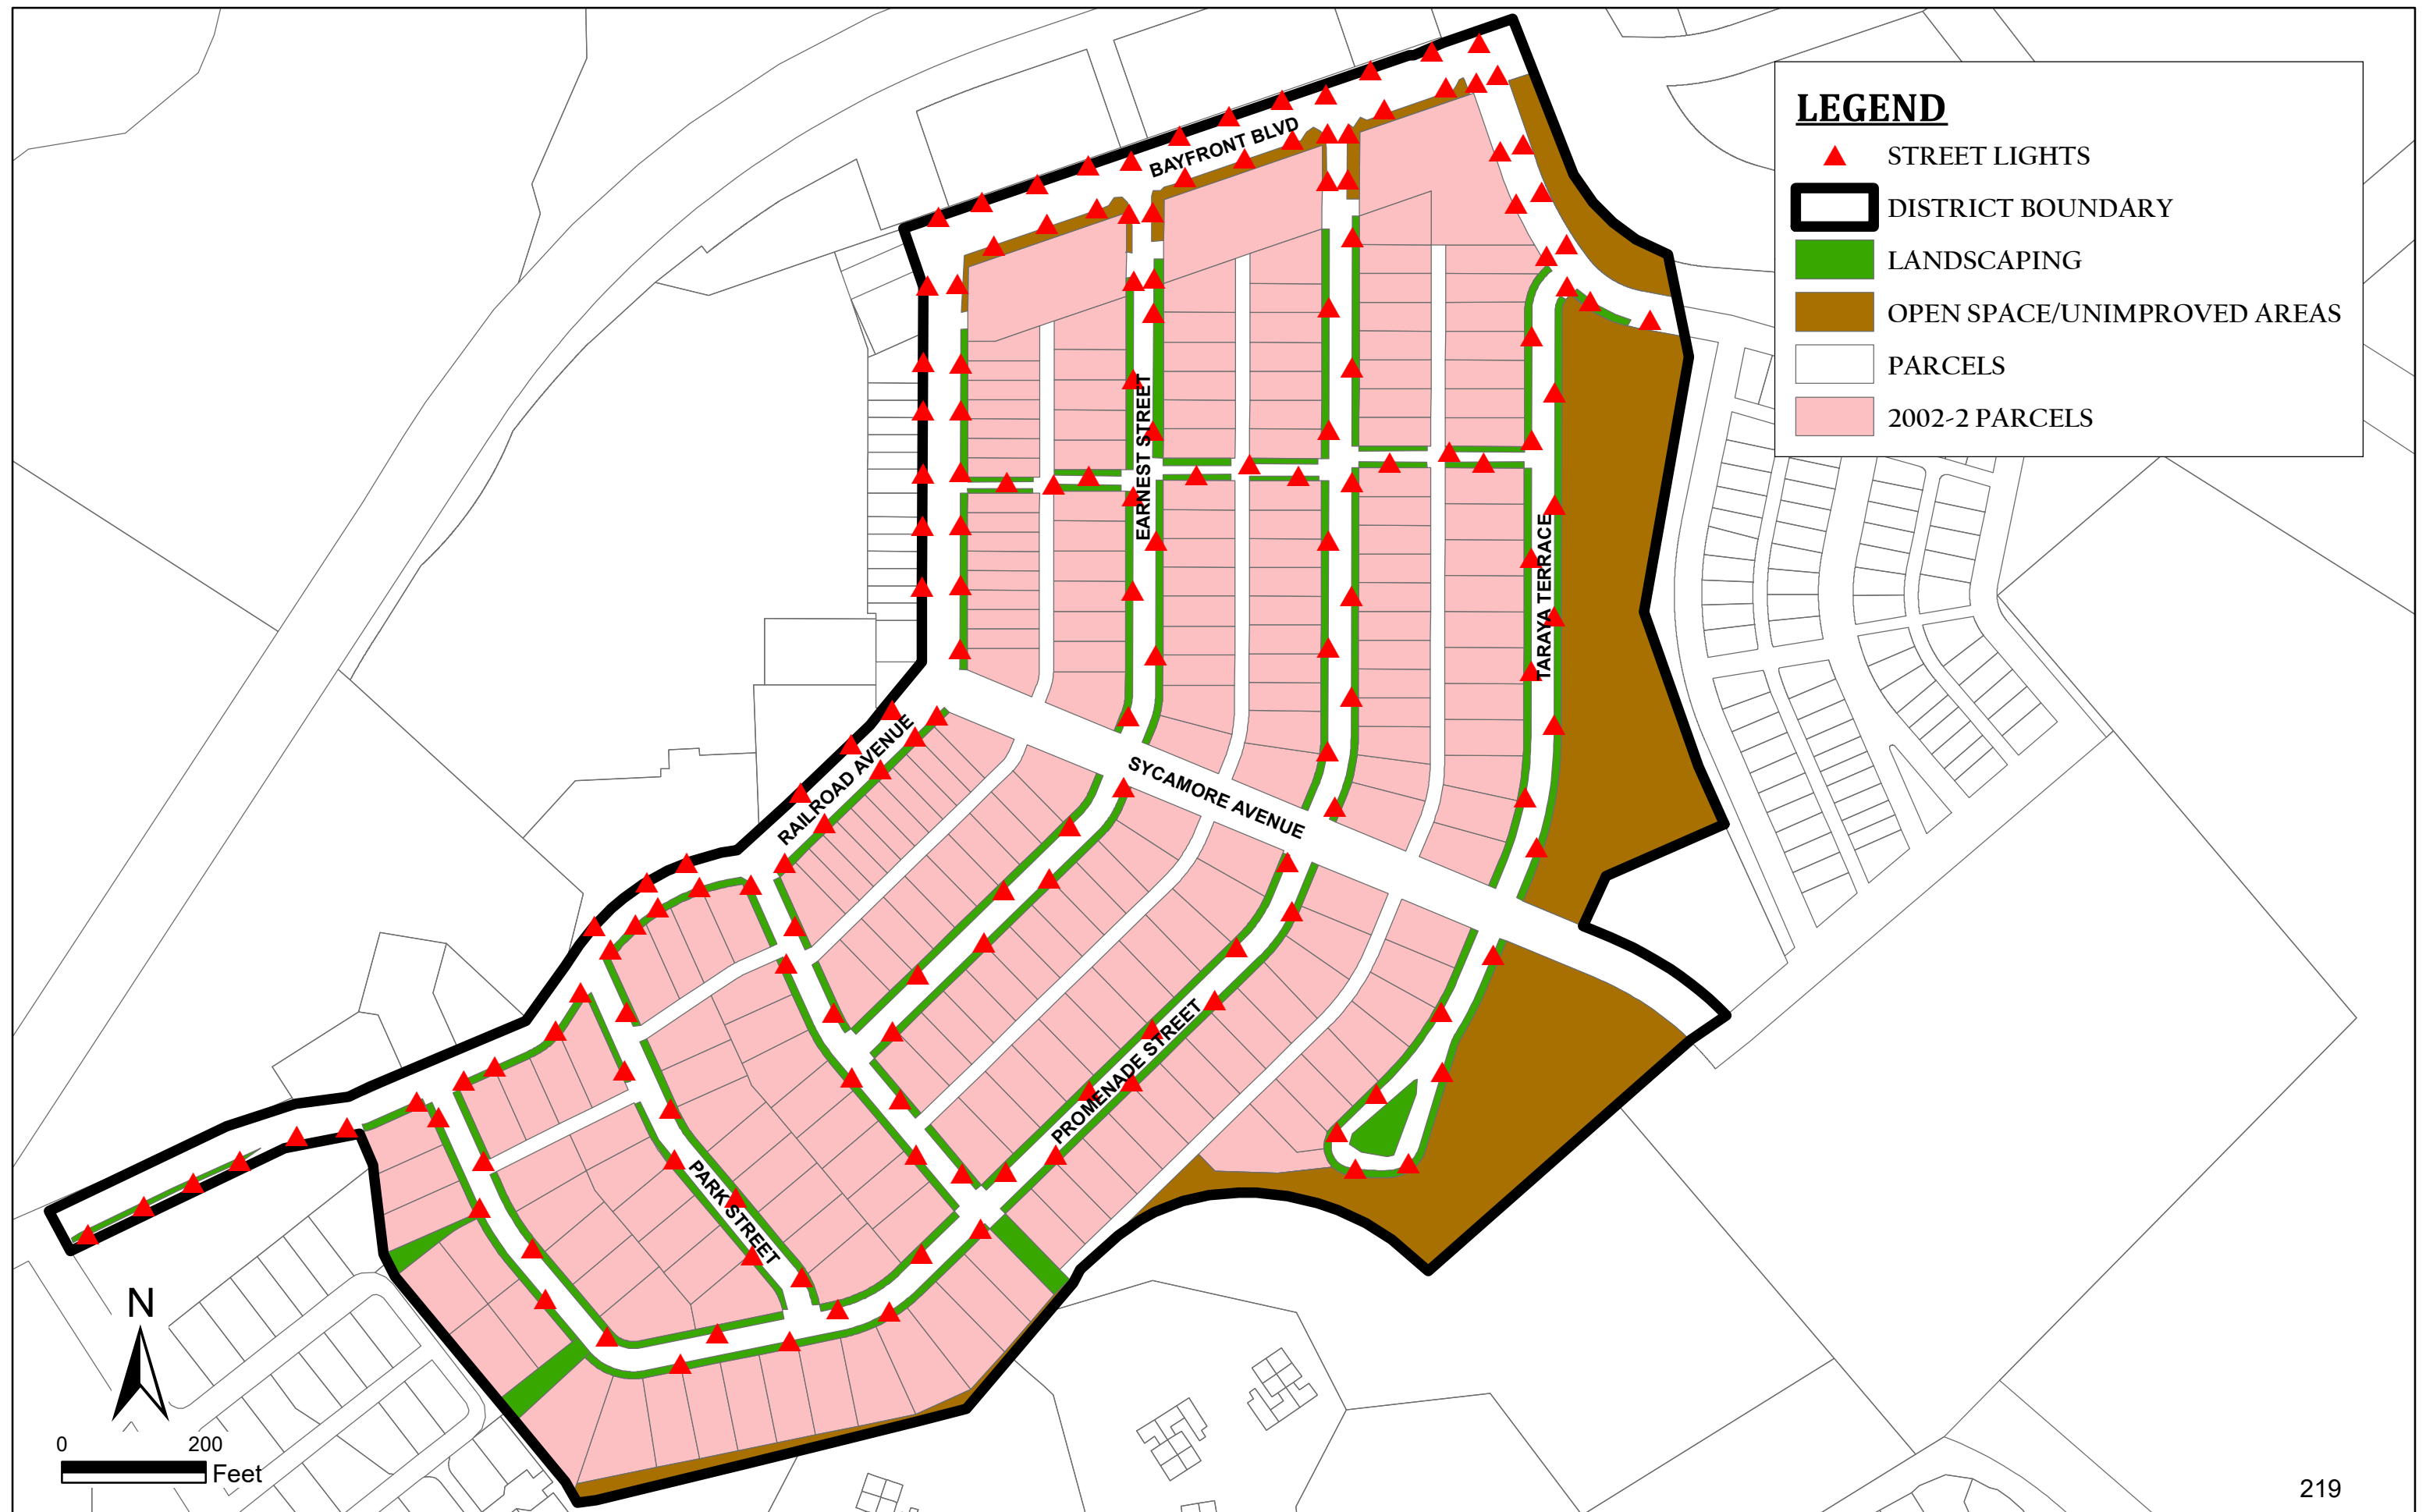 BAYFRONT BLVD
LEGEND
STREET LIGHTS
DISTRICT BOUNDARY
LANDSCAPING
OPEN SPACE/UNIMPROVED AREAS
PARCELS
2002-2 PARCELS
EARNEST STREET
TARAYA TERRACE
RAILROAD AVENUE
SYCAMORE AVENUE
PROMENADE STREET
PARK STREET
N
0 200
Feet
219